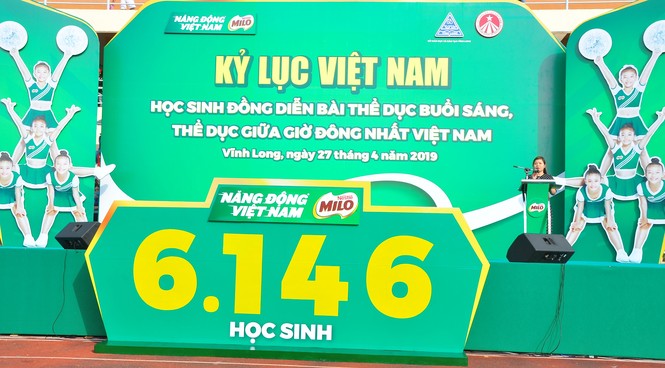 NĂNG ĐỘNG
VIỆT NAM
MILO
KỶ LỤC VIỆT NAM
HỌC SINH ĐỒNG DIỄN BÀI THỂ DỤC BUỔI SÁNG,
THỂ DỤC GIỮA GIỜ ĐÔNG NHẤT VIỆT NAM
Vĩnh Long, ngày 27 tháng 4 năm 2019
NĂNG ĐỘNG
VIỆT NAM
Nestlé
MILO
6.146
HỌC SINH
MILO